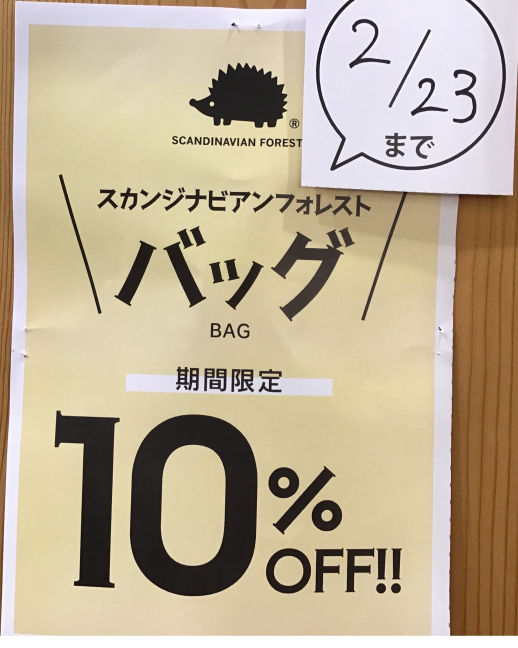 2/23
まで
®
SCANDINAVIAN FOREST
スカンジナビアンフォレスト
バッグ
BAG
期間限定
10%
OFF!!